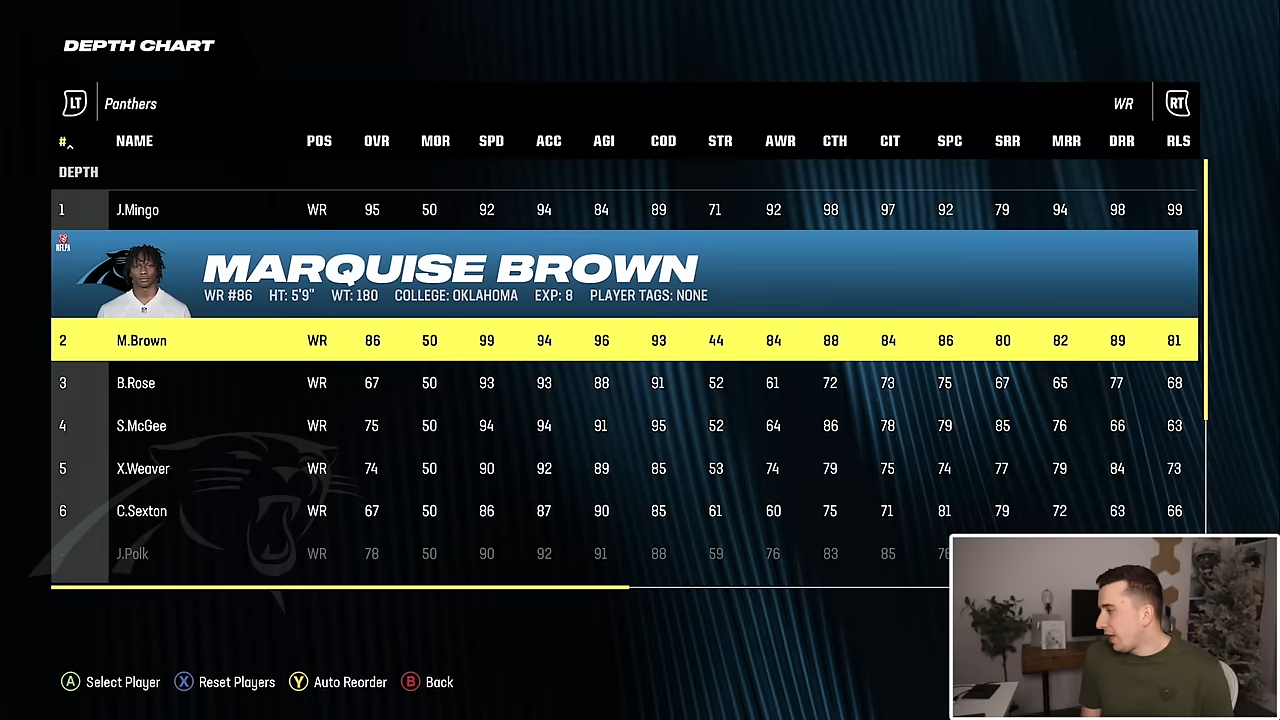 DEPTH CHART
LT Panthers WR RT
# NAME POS OVR MOR SPD ACC AGI COD STR AWR CTH CIT SPC SRR MRR DRR RLS
DEPTH
1 J.Mingo WR 95 50 92 94 84 89 71 92 98 97 92 79 94 98 99
NFLPA
MARQUISE BROWN
WR #86 HT: 5'9" WT: 180 COLLEGE: OKLAHOMA EXP: 8 PLAYER TAGS: NONE
2 M.Brown WR 86 50 99 94 96 93 44 84 88 84 86 80 82 89 81
3 B.Rose WR 67 50 93 93 88 91 52 61 72 73 75 67 65 77 68
4 S.McGee WR 75 50 94 94 91 95 52 64 86 78 79 85 76 66 63
5 X.Weaver WR 74 50 90 92 89 85 53 74 79 75 74 77 79 84 73
6 C.Sexton WR 67 50 86 87 90 85 61 60 75 71 81 79 72 63 66
- J.Polk WR 78 50 90 92 91 88 59 76 83 85
A Select Player X Reset Players Y Auto Reorder B Back